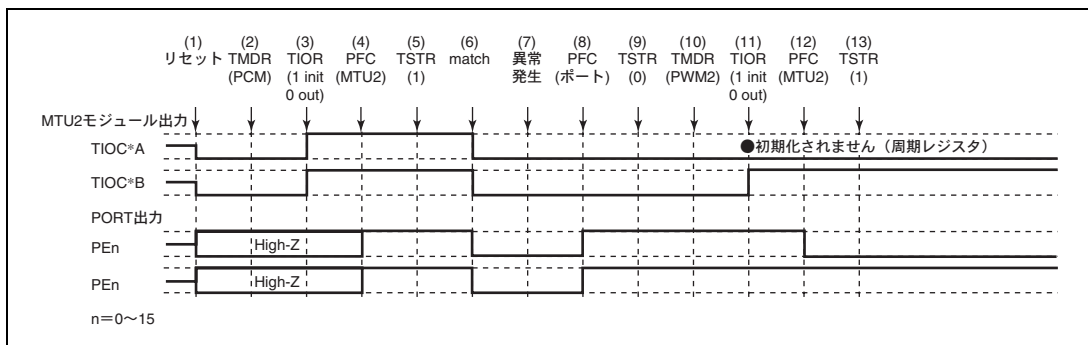 (1) (2) (3) (4) (5) (6) (7) (8) (9) (10) (11) (12) (13)
リセット TMDR TIOR PFC TSTR match 異常 PFC TSTR TMDR TIOR PFC TSTR
(PCM) (1 init (MTU2) (1) 発生 (ポート) (0) (PWM2) (1 init (MTU2) (1)
0 out) 0 out)
MTU2モジュール出力
TIOC*A ●初期化されません（周期レジスタ）
TIOC*B
PORT出力
PEn High-Z
PEn High-Z
n＝0〜15